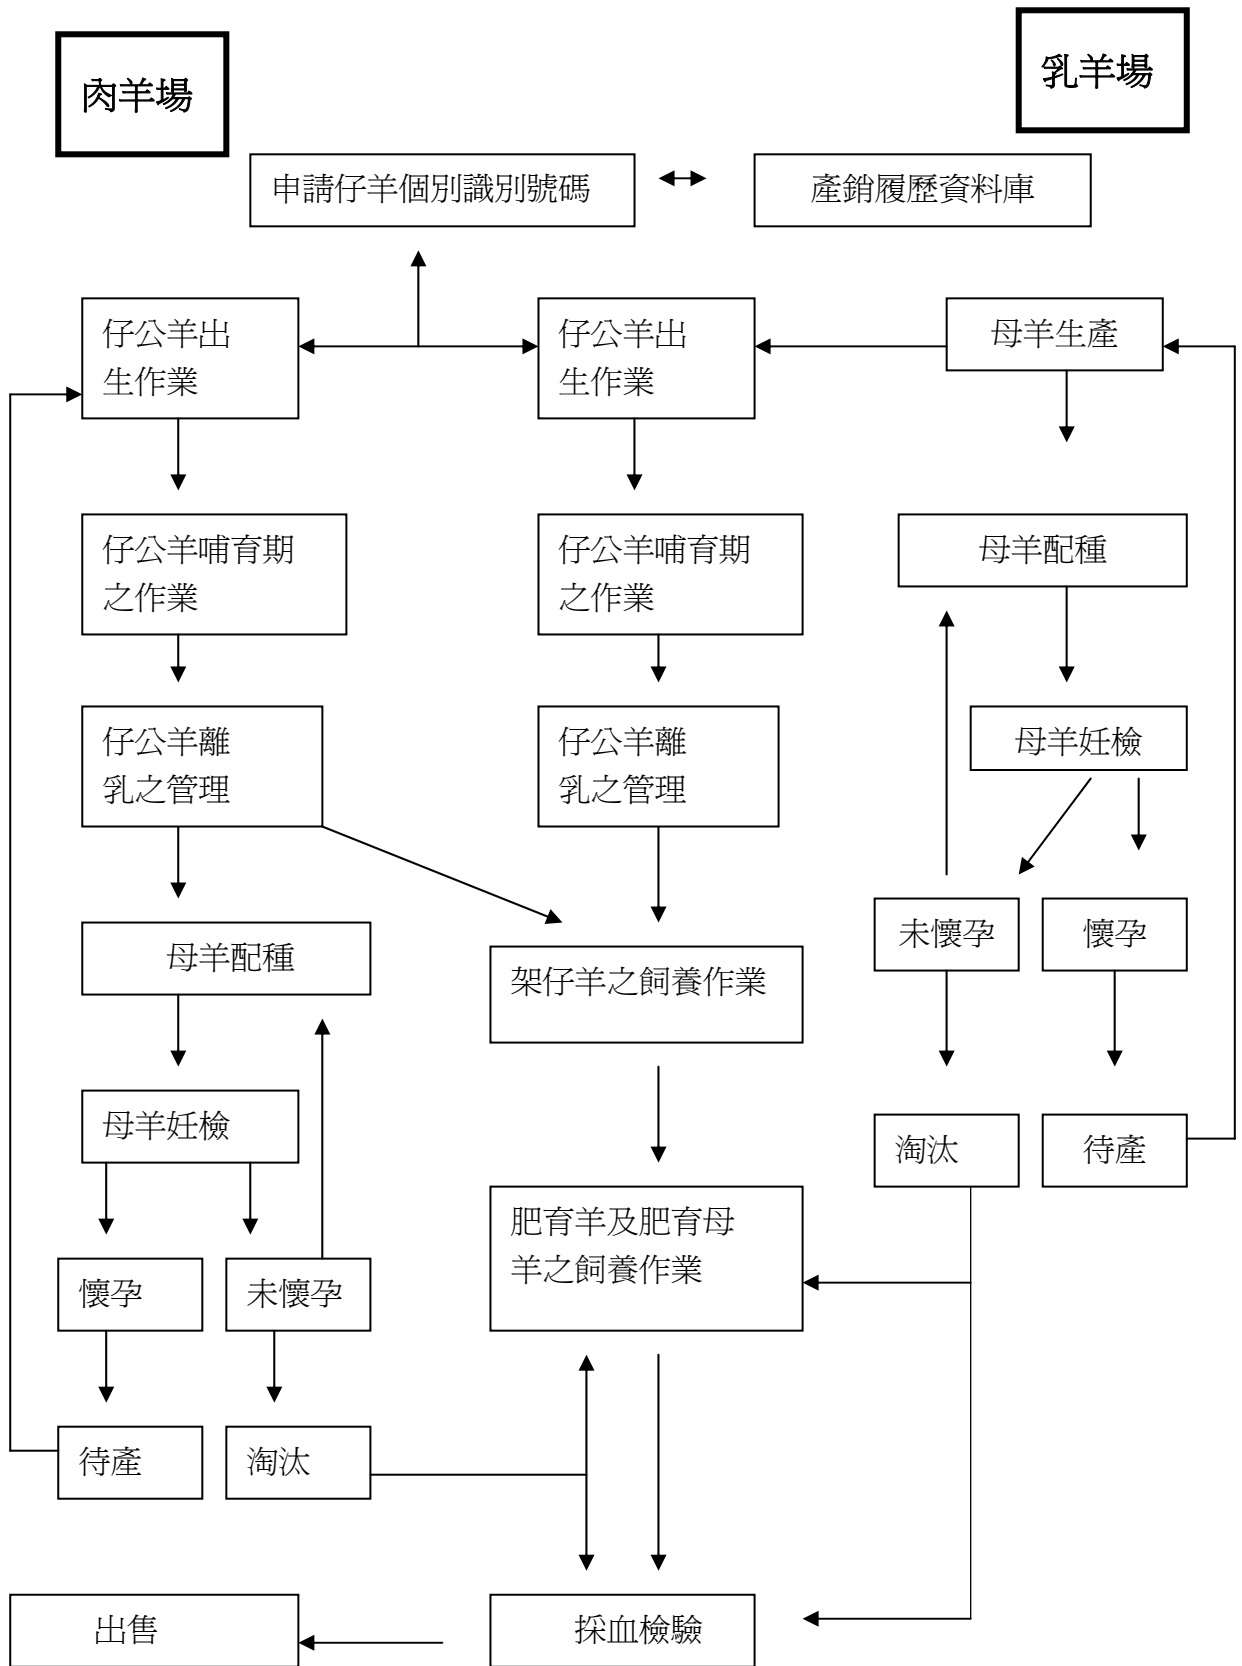 肉羊場
乳羊場
申請仔羊個別識別號碼
產銷履歷資料庫
仔公羊出
生作業
仔公羊出
生作業
母羊生產
仔公羊哺育期
之作業
仔公羊哺育期
之作業
母羊配種
仔公羊離
乳之管理
仔公羊離
乳之管理
母羊妊檢
母羊配種
架仔羊之飼養作業
未懷孕
懷孕
母羊妊檢
淘汰
待產
肥育羊及肥育母
羊之飼養作業
懷孕
未懷孕
待產
淘汰
出售
採血檢驗